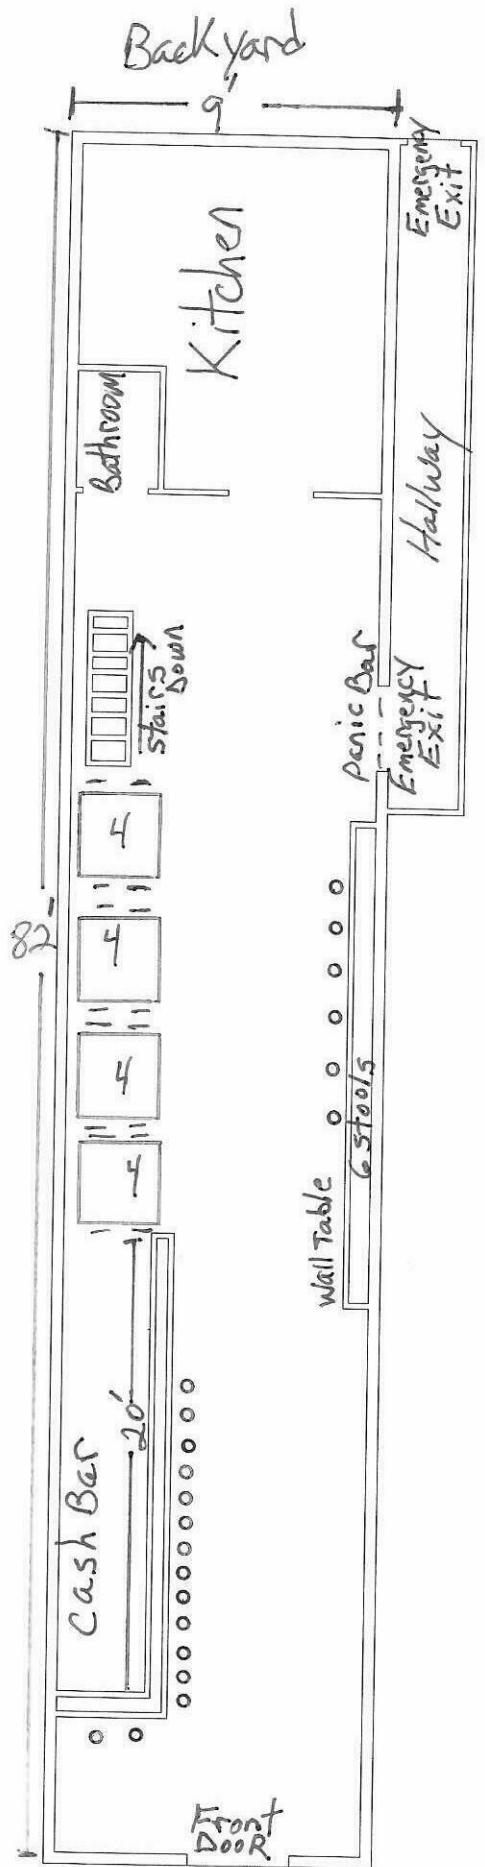 Backyard
9'
Emergency
Exit
Kitchen
Bathroom
Hallway
Stairs
Down
Panic Bar
Emergency
Exit
4
4
82'
4
4
6 Stools
Wall Table
20'
Cash Bar
Front
DOOR